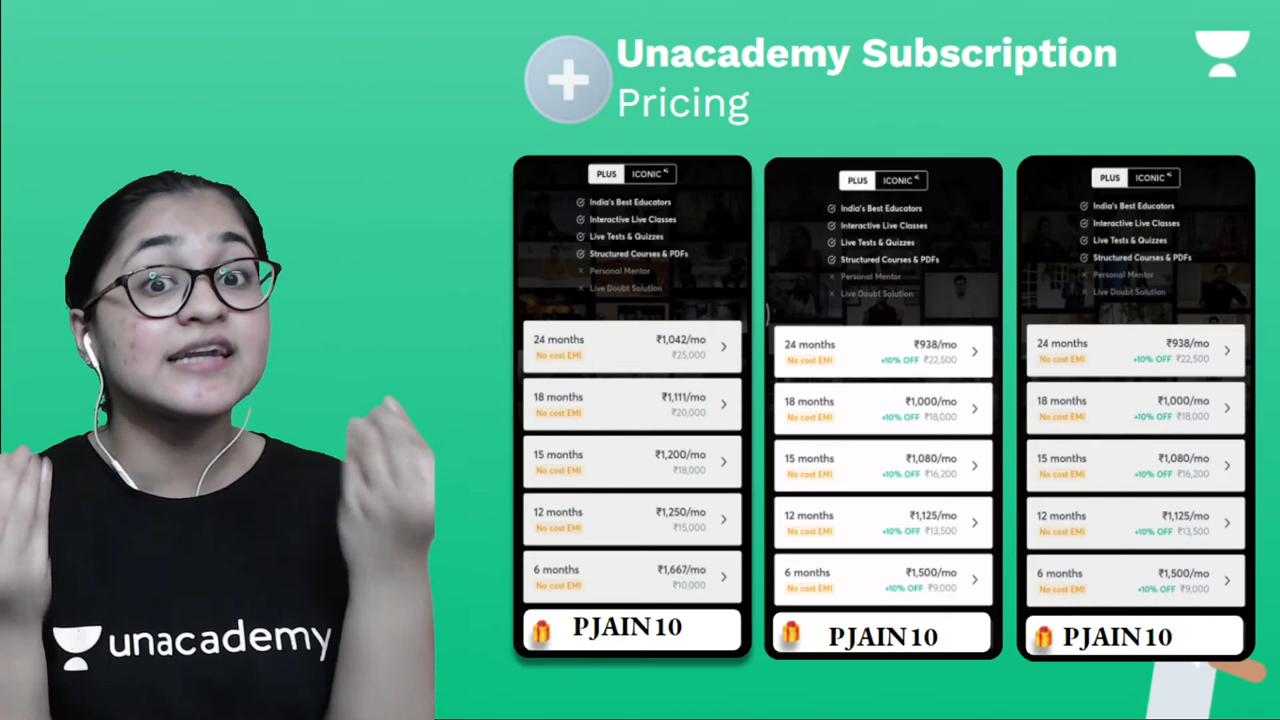 Unacademy Subscription
Pricing
PLUS ICONIC
India's Best Educators
Interactive Live Classes
Live Tests & Quizzes
Structured Courses & PDFs
Personal Mentor
Live Doubt Solution
24 months ₹1,042/mo
No cost EMI ₹25,000
18 months ₹1,111/mo
No cost EMI ₹20,000
15 months ₹1,200/mo
No cost EMI ₹18,000
12 months ₹1,250/mo
No cost EMI ₹15,000
6 months ₹1,667/mo
No cost EMI ₹10,000
PJAIN10
PLUS ICONIC
India's Best Educators
Interactive Live Classes
Live Tests & Quizzes
Structured Courses & PDFs
Personal Mentor
Live Doubt Solution
24 months ₹938/mo
No cost EMI +10% OFF ₹22,500
18 months ₹1,000/mo
No cost EMI +10% OFF ₹18,000
15 months ₹1,080/mo
No cost EMI +10% OFF ₹16,200
12 months ₹1,125/mo
No cost EMI +10% OFF ₹13,500
6 months ₹1,500/mo
No cost EMI +10% OFF ₹9,000
PJAIN10
PLUS ICONIC
India's Best Educators
Interactive Live Classes
Live Tests & Quizzes
Structured Courses & PDFs
Personal Mentor
Live Doubt Solution
24 months ₹938/mo
No cost EMI +10% OFF ₹22,500
18 months ₹1,000/mo
No cost EMI +10% OFF ₹18,000
15 months ₹1,080/mo
No cost EMI +10% OFF ₹16,200
12 months ₹1,125/mo
No cost EMI +10% OFF ₹13,500
6 months ₹1,500/mo
No cost EMI +10% OFF ₹9,000
PJAIN10
unacademy